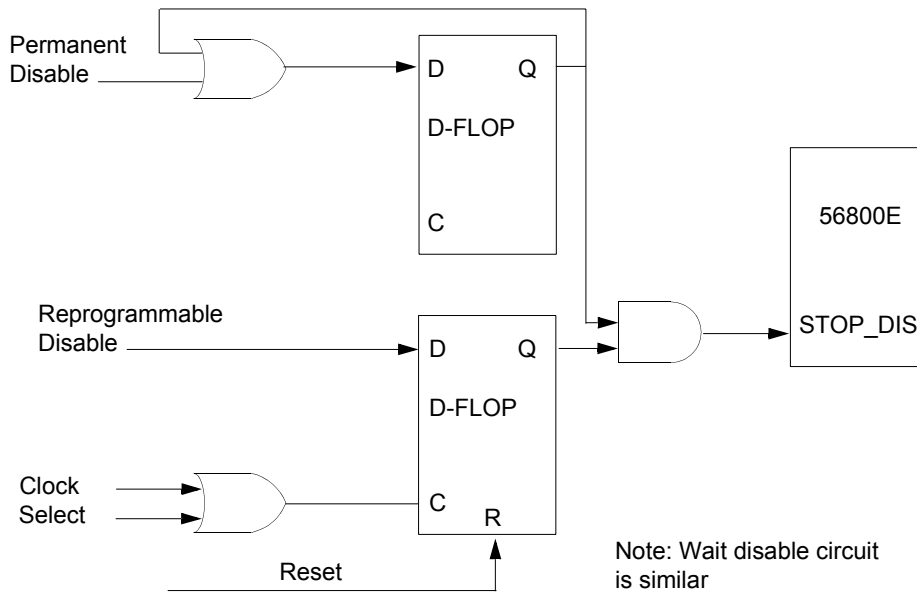 Permanent
Disable
D Q
D-FLOP
C
56800E
STOP_DIS
Reprogrammable
Disable
D Q
D-FLOP
C
R
Clock
Select
Reset
Note: Wait disable circuit
is similar